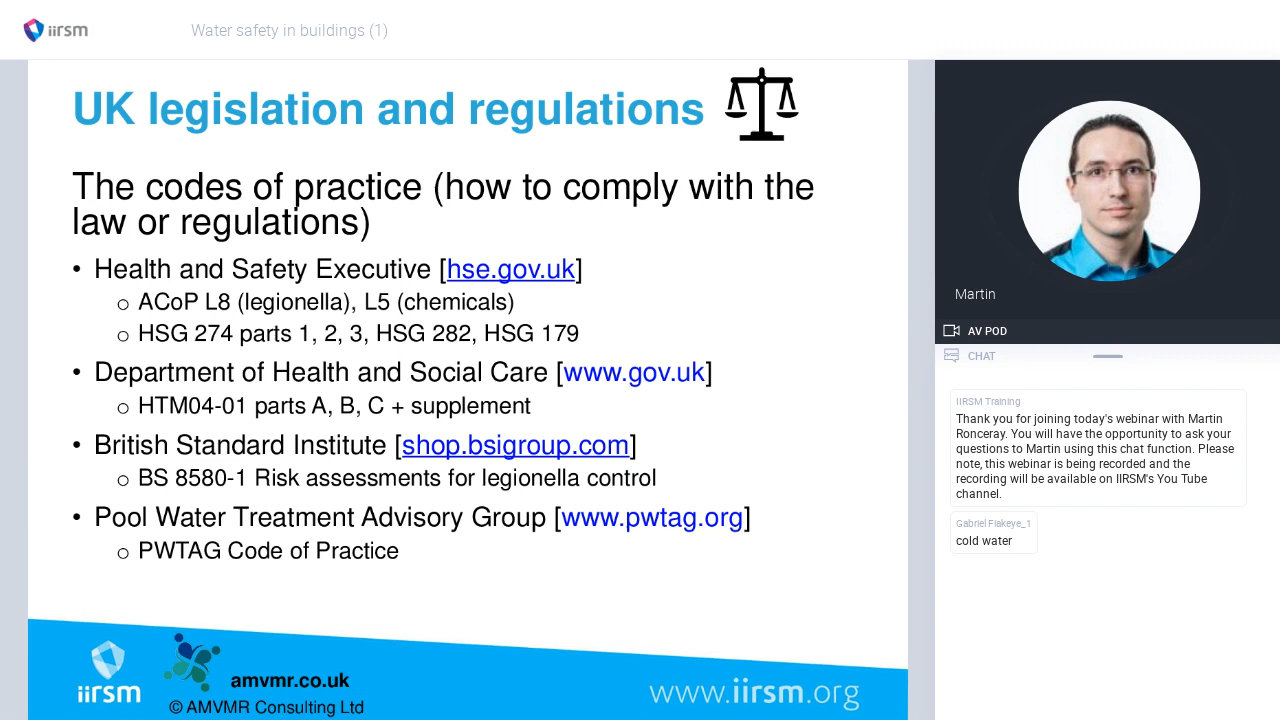 iirsm
Water safety in buildings (1)
UK legislation and regulations
The codes of practice (how to comply with the
law or regulations)
• Health and Safety Executive [hse.gov.uk]
o ACoP L8 (legionella), L5 (chemicals)
o HSG 274 parts 1, 2, 3, HSG 282, HSG 179
• Department of Health and Social Care [www.gov.uk]
o HTM04-01 parts A, B, C + supplement
• British Standard Institute [shop.bsigroup.com]
o BS 8580-1 Risk assessments for legionella control
• Pool Water Treatment Advisory Group [www.pwtag.org]
o PWTAG Code of Practice
iirsm
amvmr.co.uk
© AMVMR Consulting Ltd
www.iirsm.org
Martin
AV POD
CHAT
IIRSM Training
Thank you for joining today's webinar with Martin
Ronceray. You will have the opportunity to ask your
questions to Martin using this chat function. Please
note, this webinar is being recorded and the
recording will be available on IIRSM's You Tube
channel.
Gabriel Flakeye_1
cold water